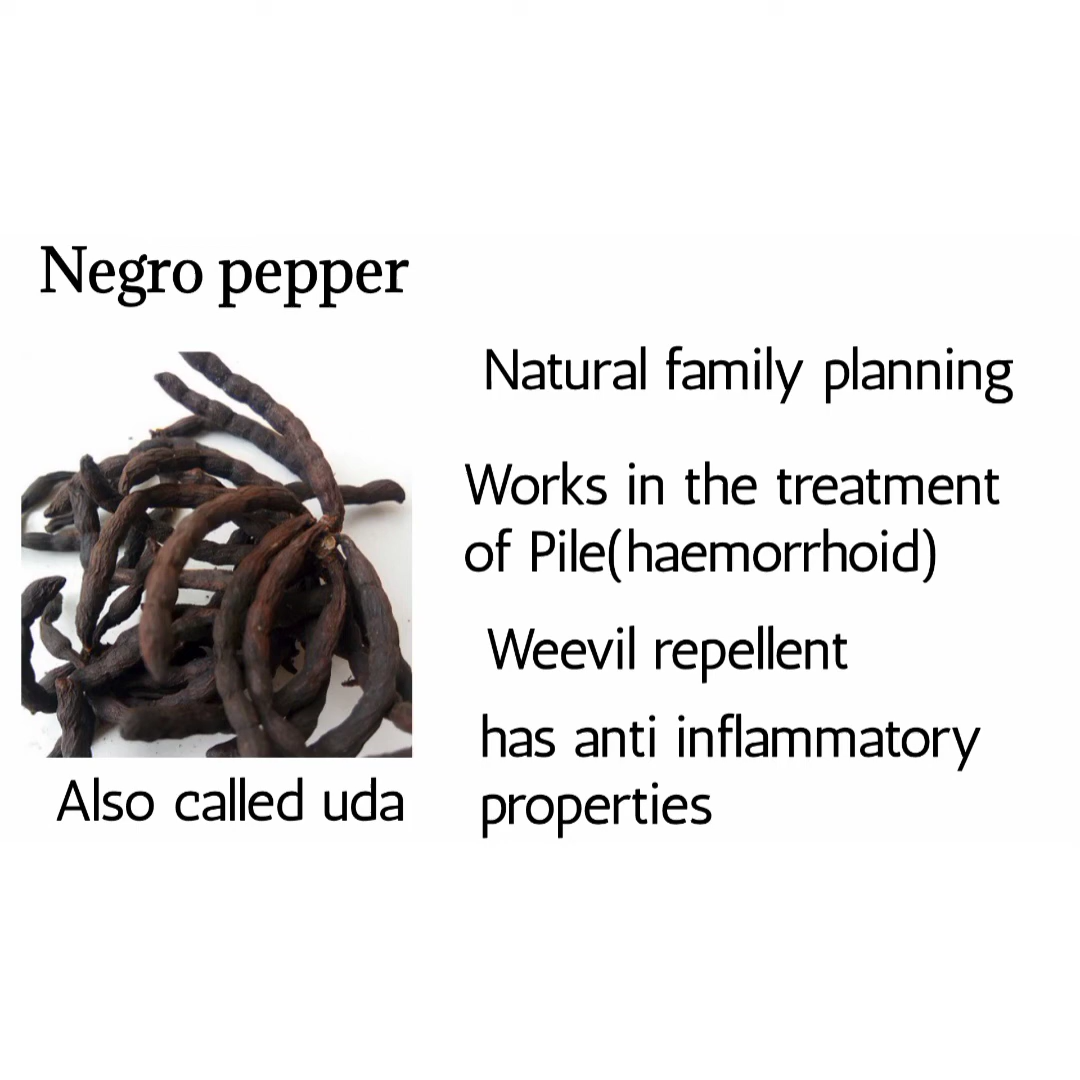 Negro pepper
Natural family planning
Works in the treatment
of Pile(haemorrhoid)
Weevil repellent
has anti inflammatory
properties
Also called uda